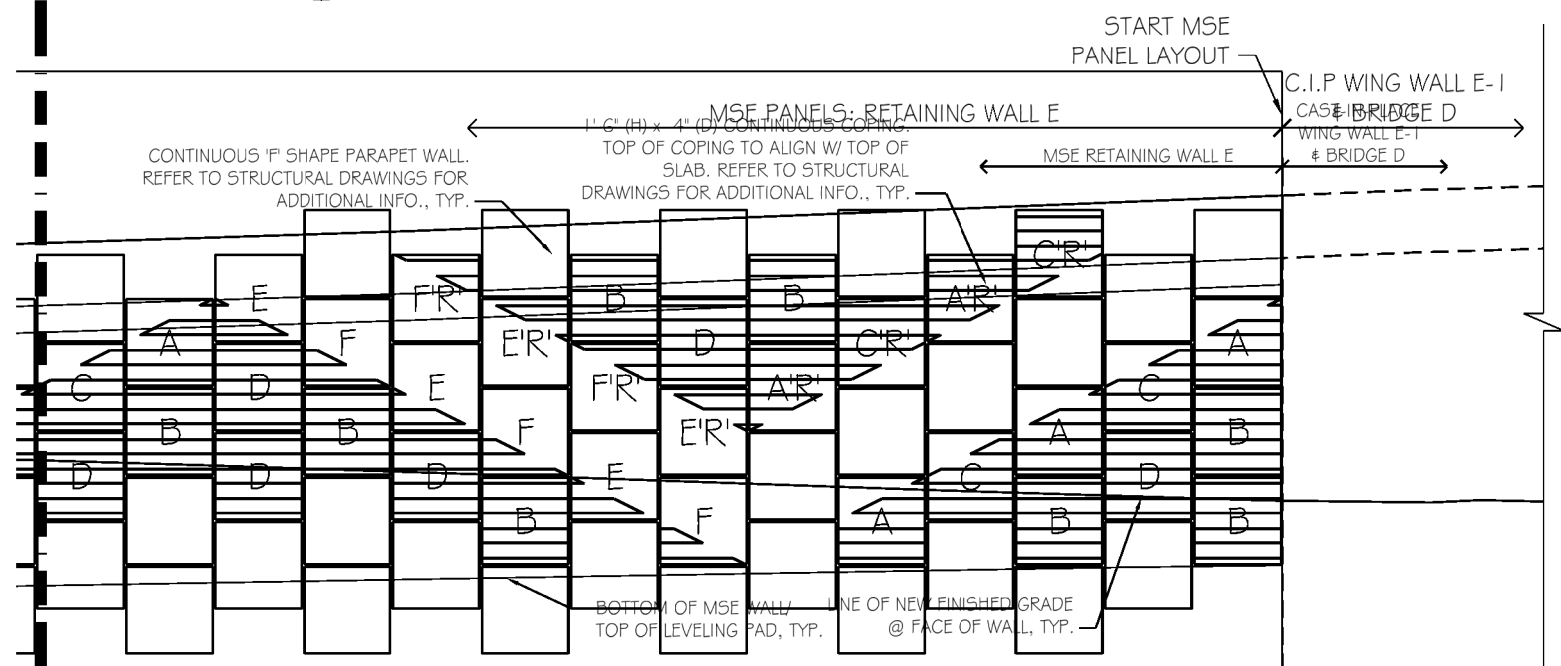 START MSE
PANEL LAYOUT
C.I.P WING WALL E-1
& BRIDGE D
CAST-IN-PLACE
WING WALL E-1
& BRIDGE D
MSE PANELS: RETAINING WALL E
MSE RETAINING WALL E
1' 6" (H) x 4" (D) CONTINUOUS COPING.
TOP OF COPING TO ALIGN W/ TOP OF
SLAB. REFER TO STRUCTURAL
DRAWINGS FOR ADDITIONAL INFO., TYP.
CONTINUOUS 'F' SHAPE PARAPET WALL.
REFER TO STRUCTURAL DRAWINGS FOR
ADDITIONAL INFO., TYP.
C'R'
E F'R' B B A'R'
A F E'R' D C'R' A
C D E F'R' A'R' C
B B F E'R' A B
D D D E C D
B F A B B
BOTTOM OF MSE WALL/
TOP OF LEVELING PAD, TYP.
LINE OF NEW FINISHED GRADE
@ FACE OF WALL, TYP.